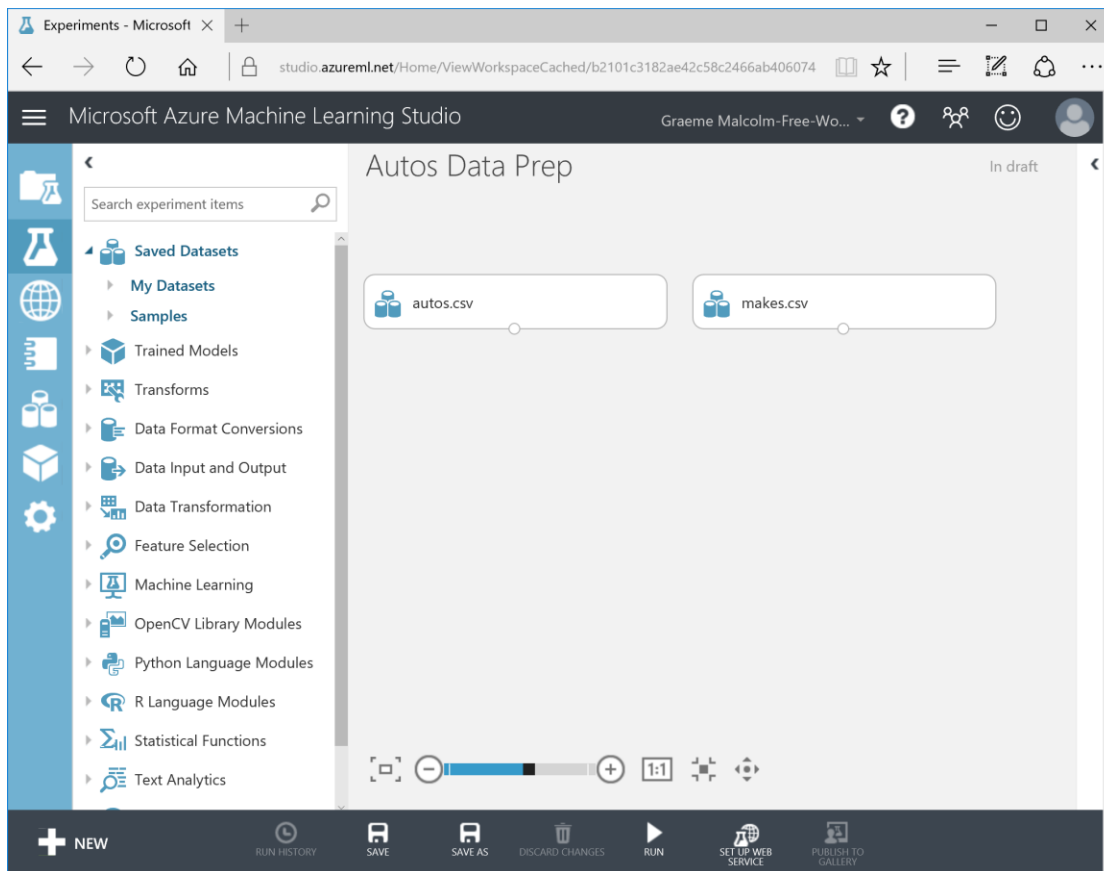 Experiments - Microsoft
studio.azureml.net/Home/ViewWorkspaceCached/b2101c3182ae42c58c2466ab406074
Microsoft Azure Machine Learning Studio
Graeme Malcolm-Free-Wo...
Search experiment items
Saved Datasets
My Datasets
Samples
Trained Models
Transforms
Data Format Conversions
Data Input and Output
Data Transformation
Feature Selection
Machine Learning
OpenCV Library Modules
Python Language Modules
R Language Modules
Statistical Functions
Text Analytics
Autos Data Prep
In draft
autos.csv
makes.csv
1:1
NEW
RUN HISTORY
SAVE
SAVE AS
DISCARD CHANGES
RUN
SET UP WEB
SERVICE
PUBLISH TO
GALLERY